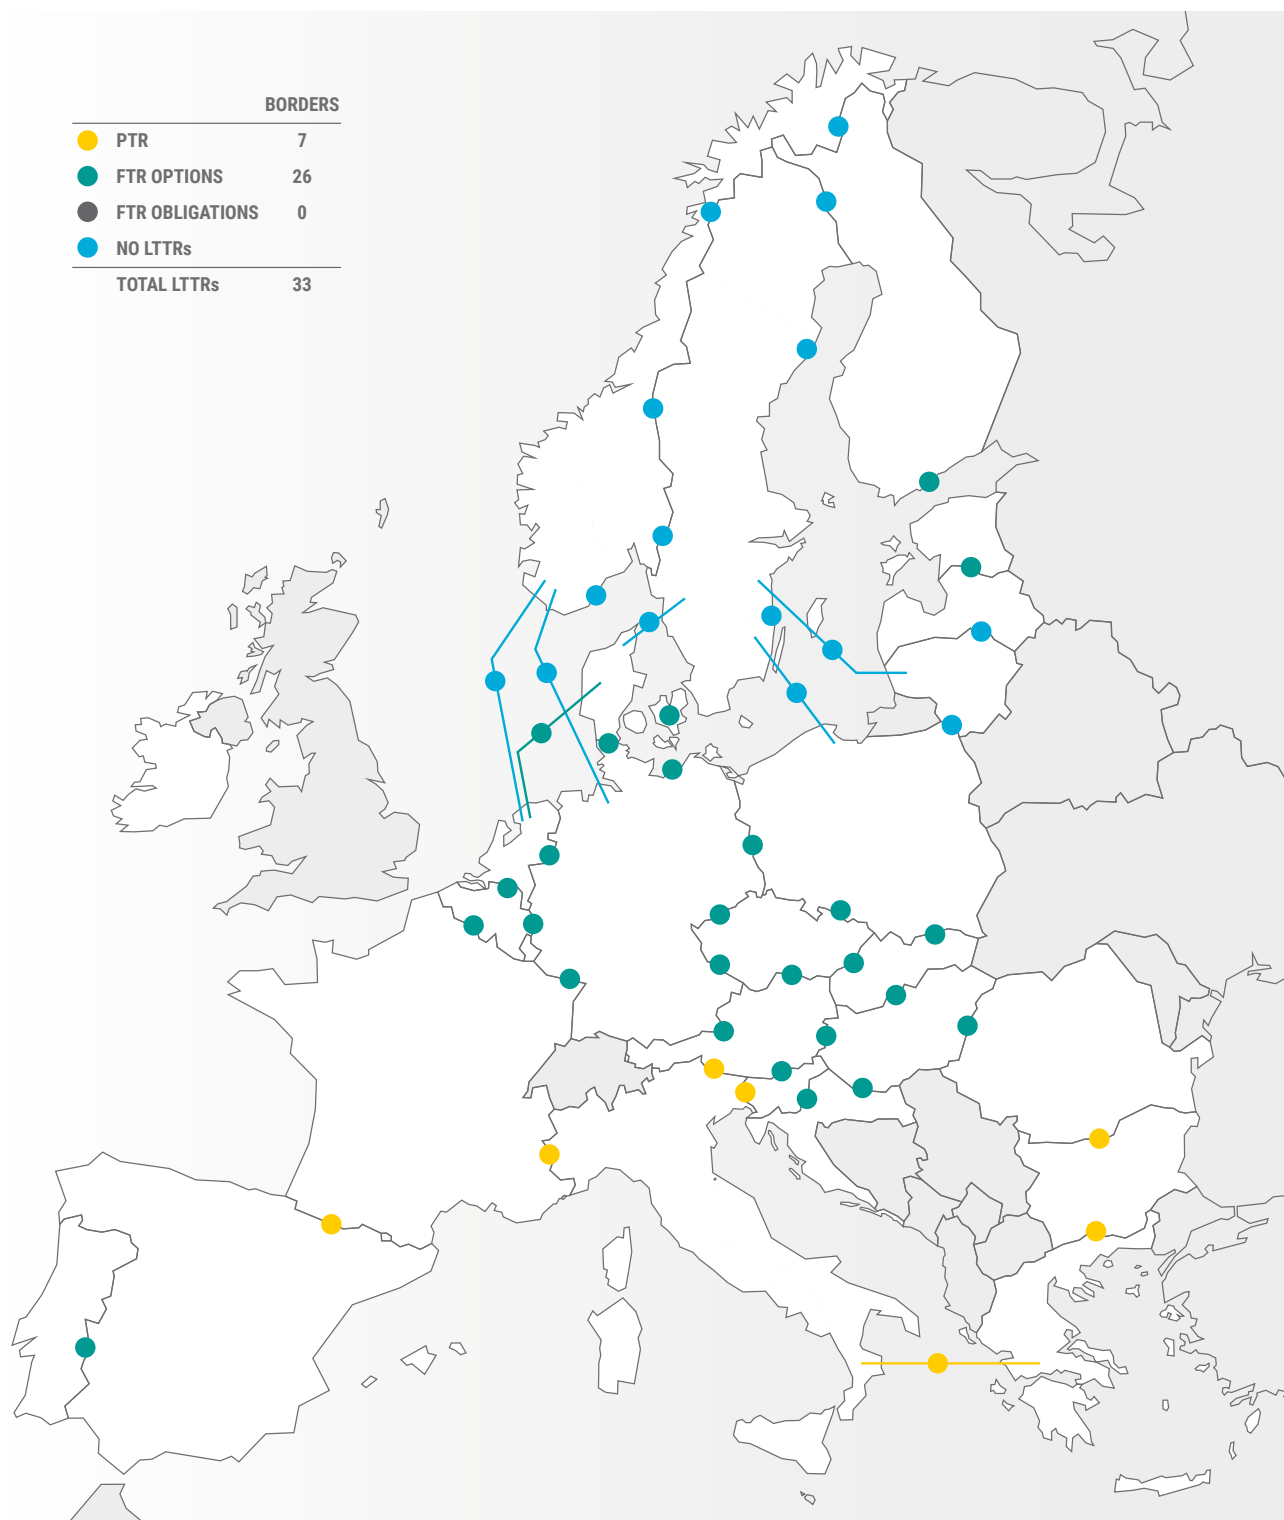 BORDERS
PTR 7
FTR OPTIONS 26
FTR OBLIGATIONS 0
NO LTTRs
TOTAL LTTRs 33